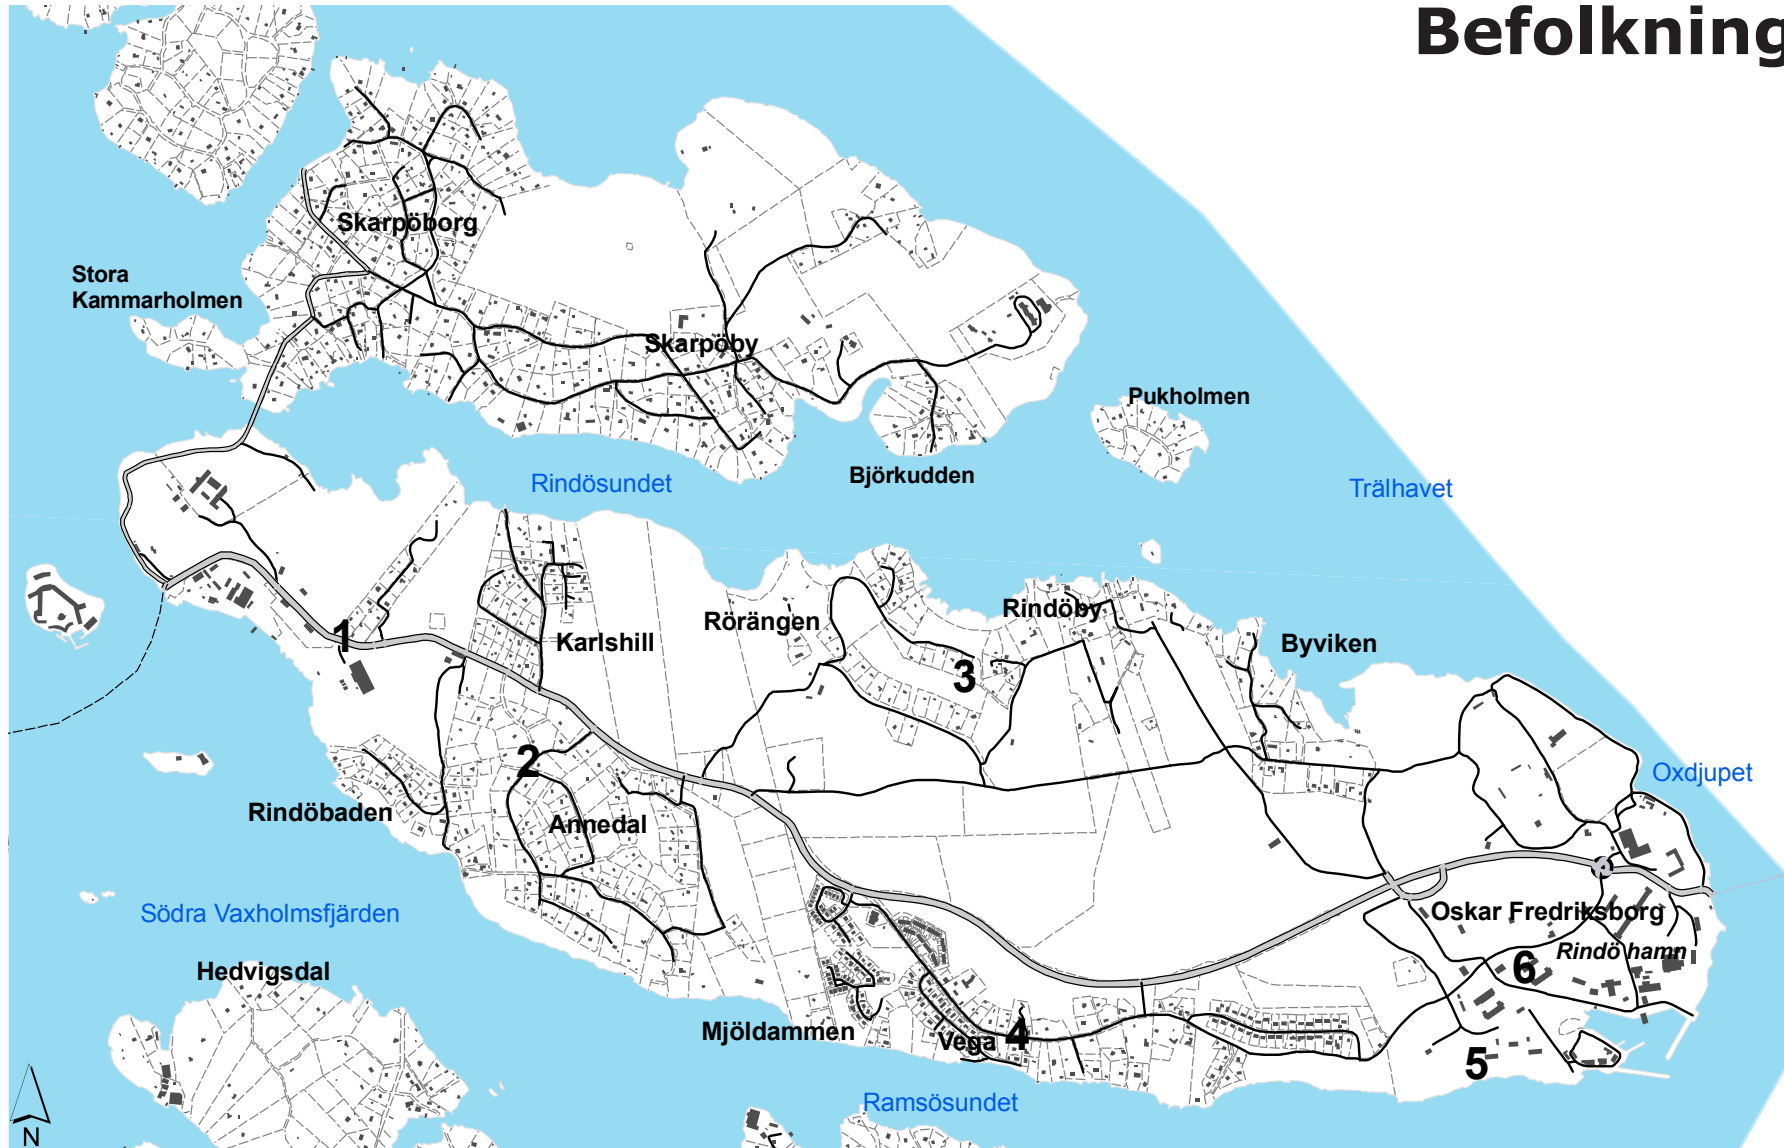 Befolkning
Skarpöborg
Stora
Kammarholmen
Skarpöby
Pukholmen
Björkudden
Rindösundet
Trälhavet
Rörängen
Rindöby
Byviken
1
Karlshill
3
2
Oxdjupet
Rindöbaden
Annedal
Södra Vaxholmsfjärden
Oskar Fredriksborg
Rindö hamn
6
Hedvigsdal
Mjöldammen
Vega
4
5
Ramsösundet
N